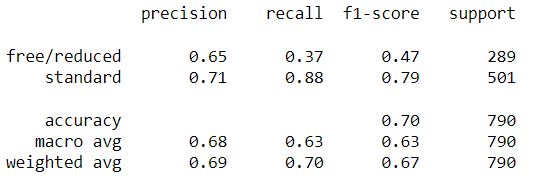 precision recall f1-score support
free/reduced 0.65 0.37 0.47 289
standard 0.71 0.88 0.79 501
accuracy 0.70 790
macro avg 0.68 0.63 0.63 790
weighted avg 0.69 0.70 0.67 790